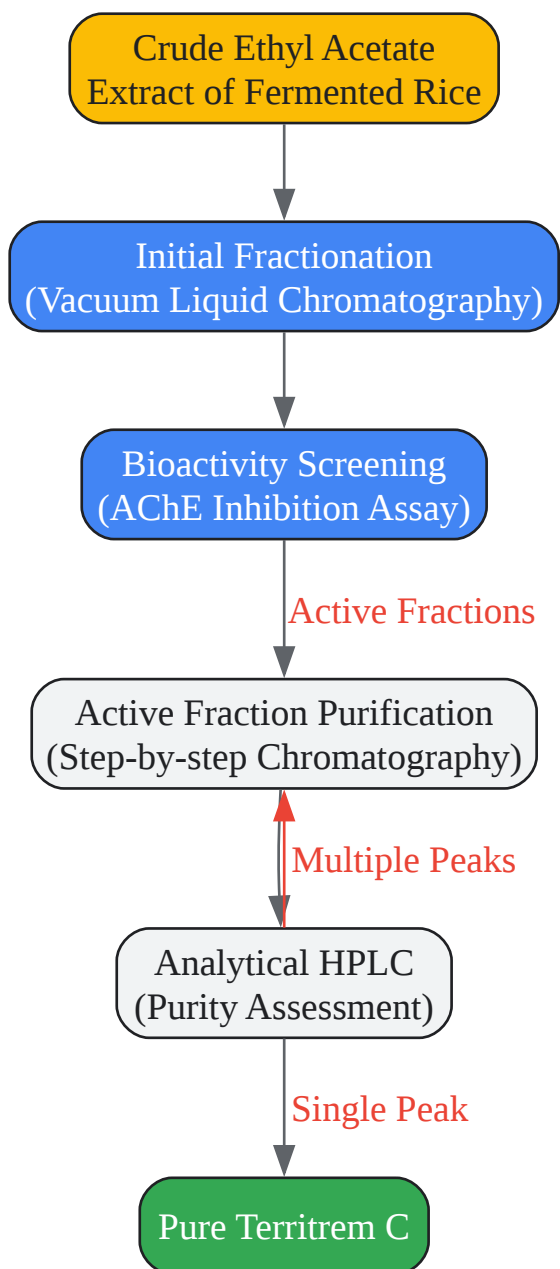 Crude Ethyl Acetate
Extract of Fermented Rice
Initial Fractionation
(Vacuum Liquid Chromatography)
Bioactivity Screening
(AChE Inhibition Assay)
Active Fractions
Active Fraction Purification
(Step-by-step Chromatography)
Multiple Peaks
Analytical HPLC
(Purity Assessment)
Single Peak
Pure Territrem C